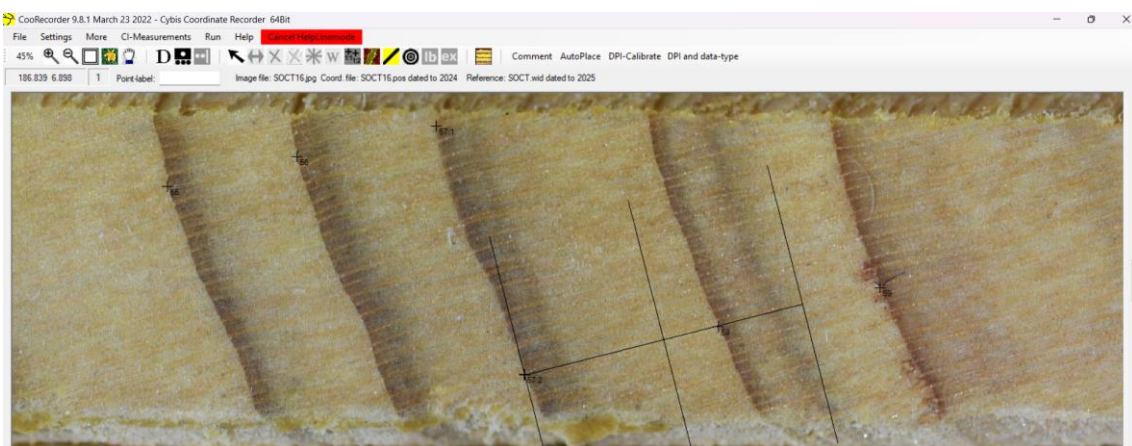 CooRecorder 9.8.1 March 23 2022 - Cybis Coordinate Recorder 64Bit
File Settings More CI-Measurements Run Help Cancel HelpLinemode
45% D W lb ex Comment AutoPlace DPI-Calibrate DPI and data-type
186.839 6.898 1 Point-label: Image file: SOCT16.jpg Coord. file: SOCT16.pos dated to 2024 Reference: SOCT.wid dated to 2025
57:1
56
55
57:2